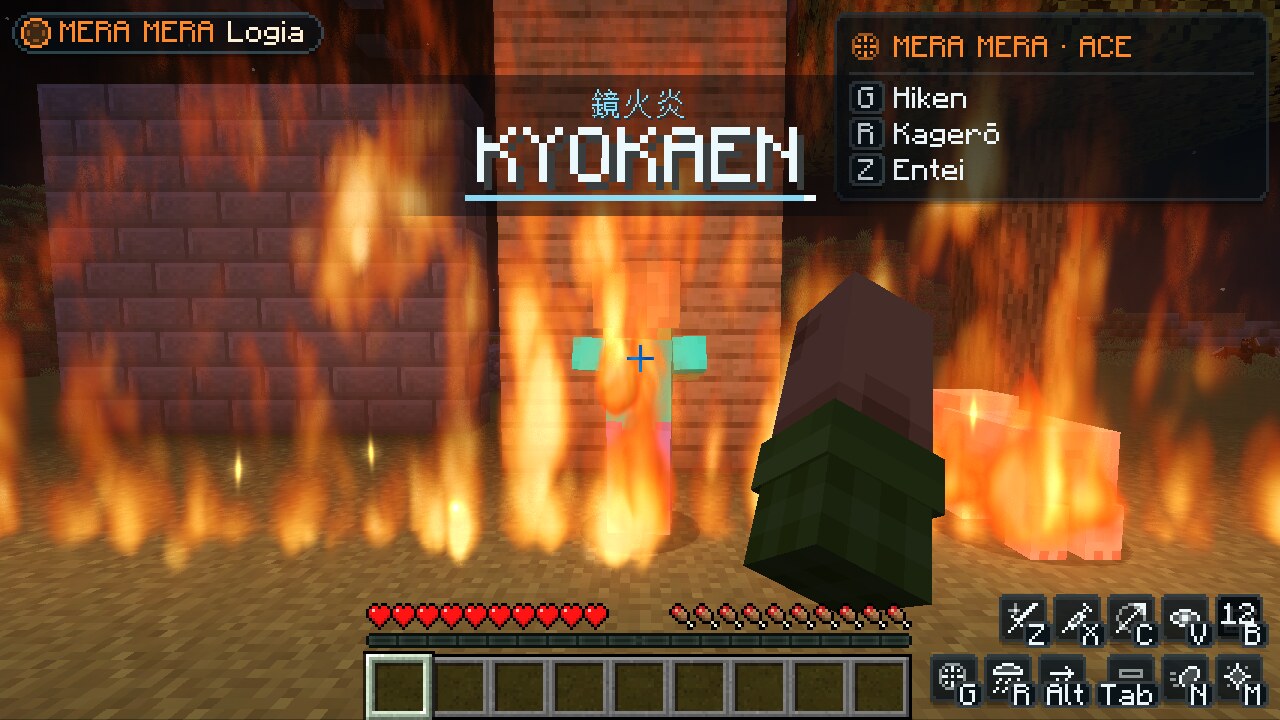 MERA MERA Logia
MERA MERA · ACE
G Hiken
R Kagerō
Z Entei
鏡火炎
KYOKAEN
Z X C V 12 B
G R Alt Tab N M